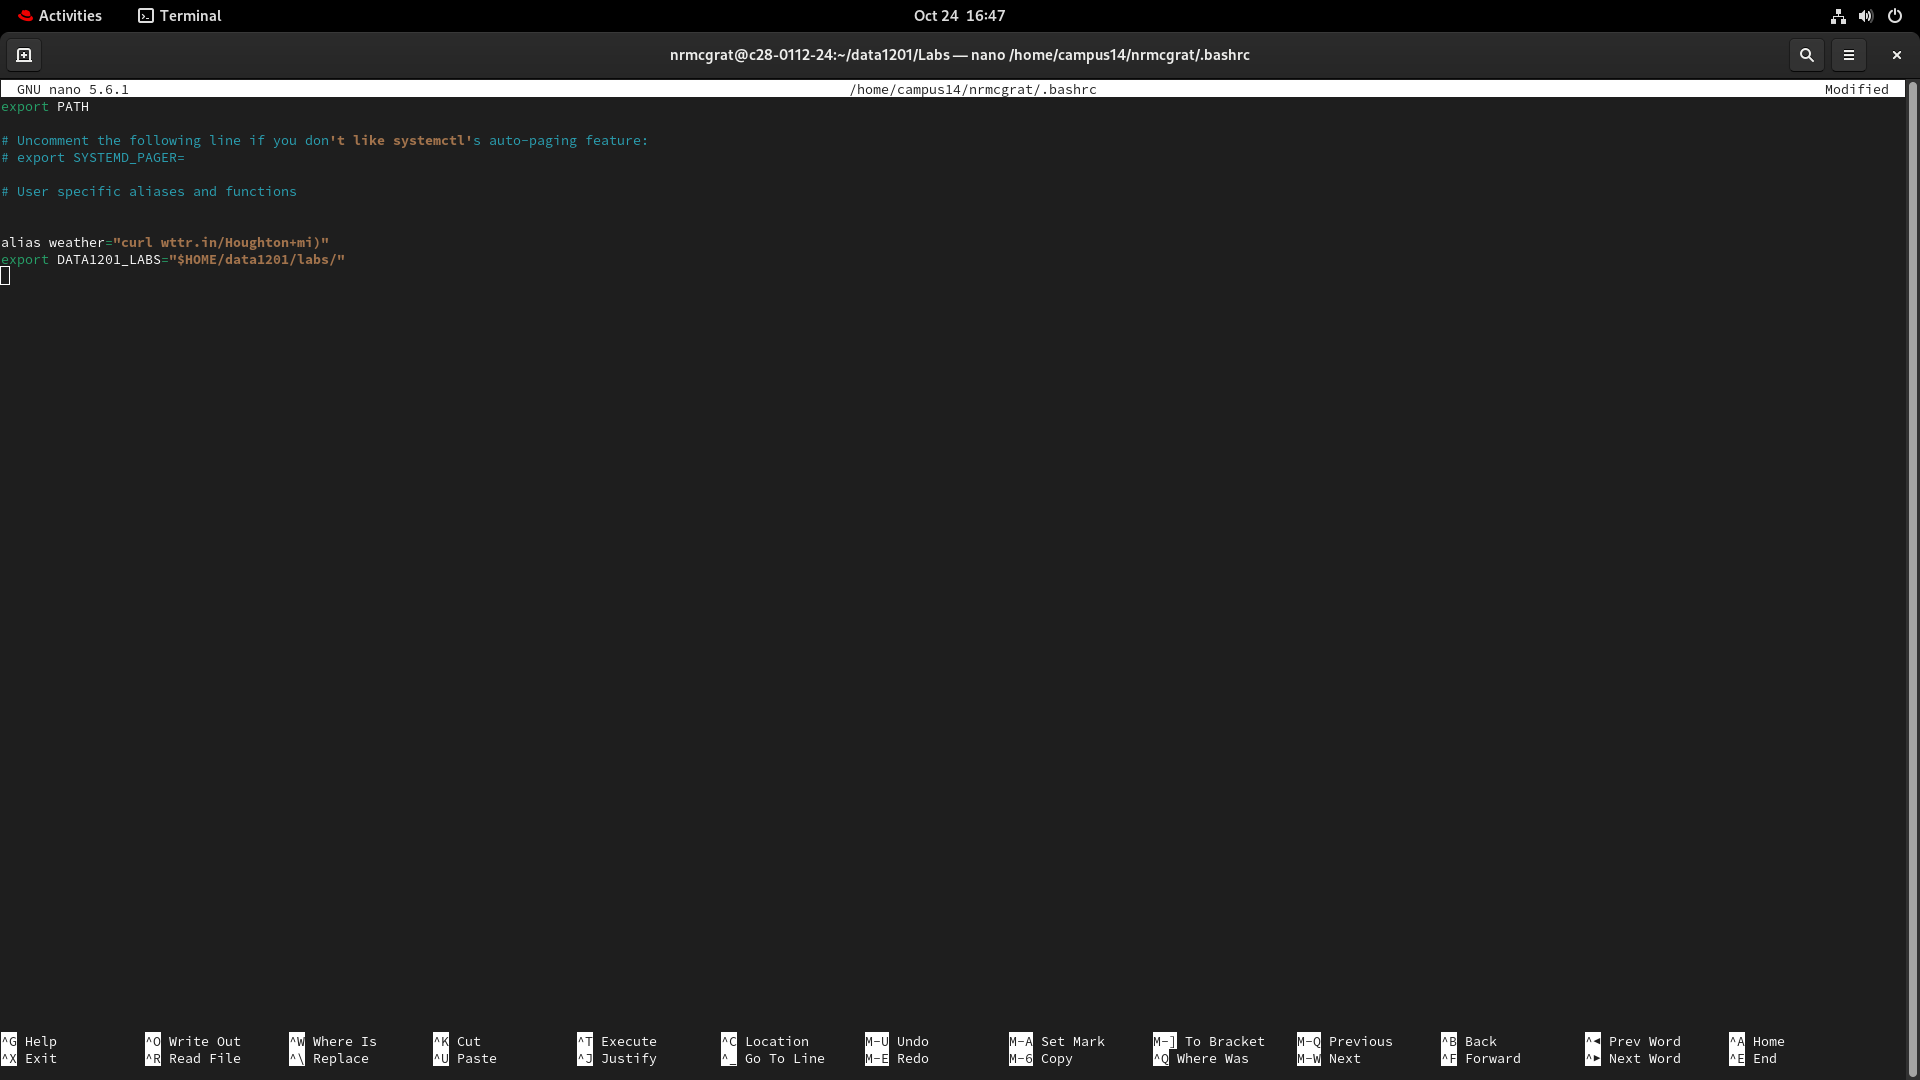 Activities Terminal Oct 24 16:47
nrmcgrat@c28-0112-24:~/data1201/Labs — nano /home/campus14/nrmcgrat/.bashrc
GNU nano 5.6.1 /home/campus14/nrmcgrat/.bashrc Modified
export PATH
# Uncomment the following line if you don't like systemctl's auto-paging feature:
# export SYSTEMD_PAGER=
# User specific aliases and functions
alias weather="curl wttr.in/Houghton+mi)"
export DATA1201_LABS="$HOME/data1201/labs/"
^G Help ^O Write Out ^W Where Is ^K Cut ^T Execute ^C Location M-U Undo M-A Set Mark M-] To Bracket M-Q Previous ^B Back ^◄ Prev Word ^A Home
^X Exit ^R Read File ^\ Replace ^U Paste ^J Justify ^_ Go To Line M-E Redo M-6 Copy ^Q Where Was M-W Next ^F Forward ^► Next Word ^E End